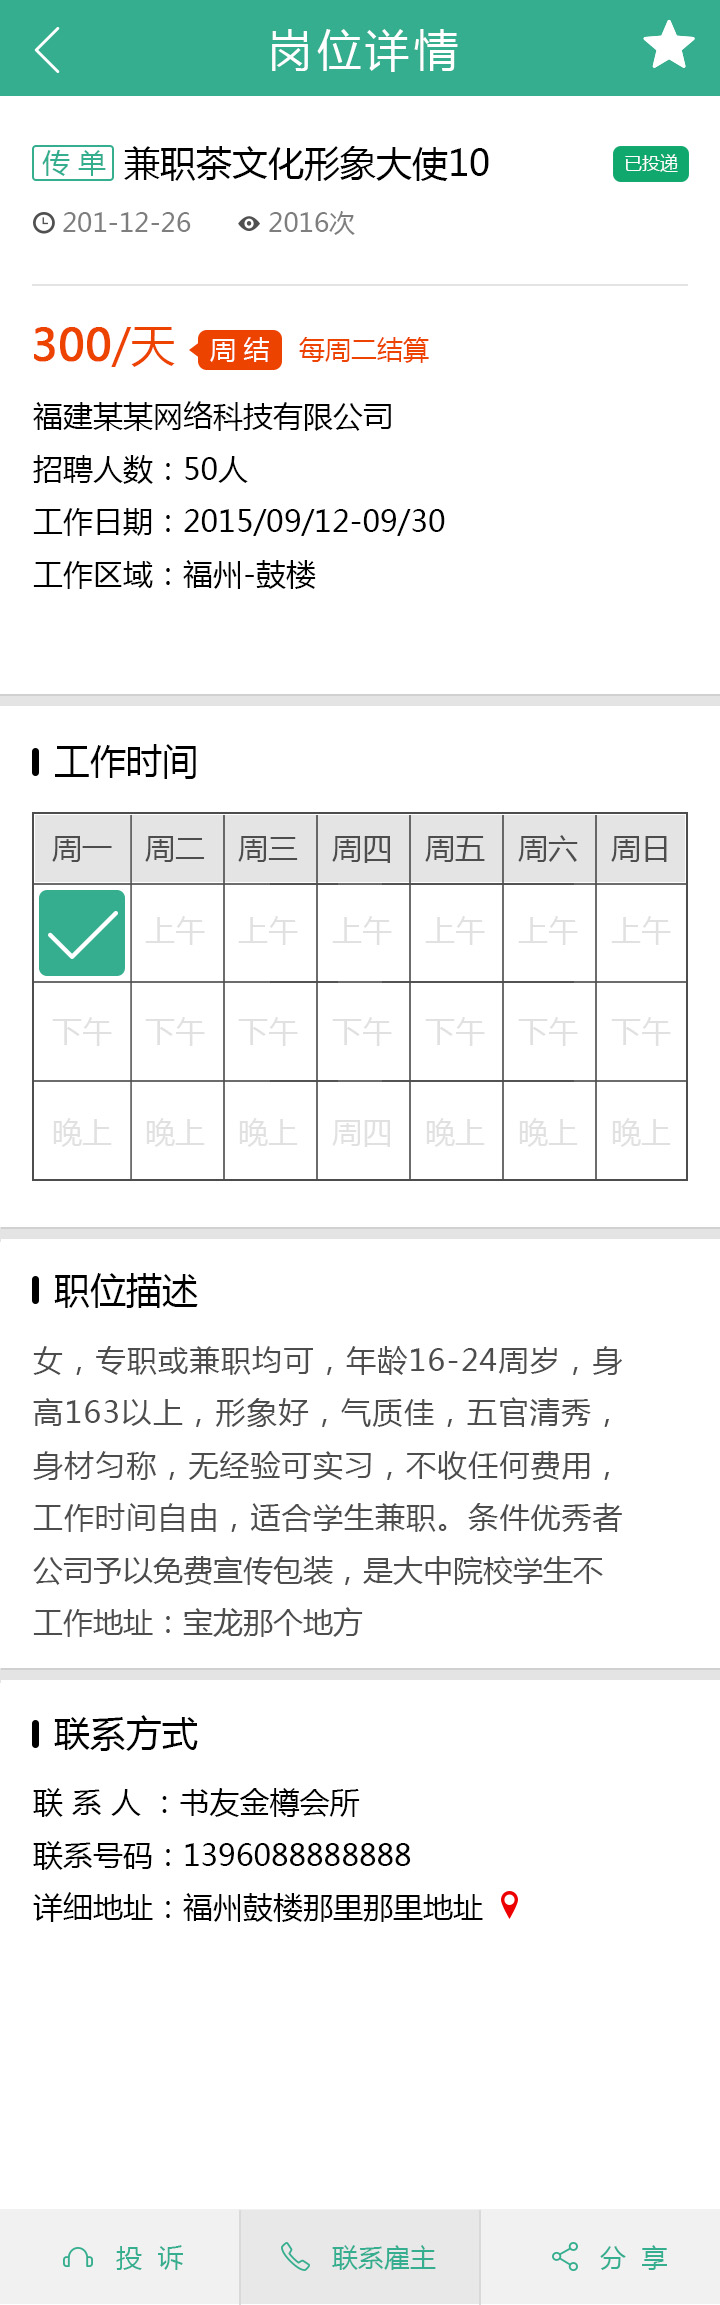 岗位详情
传单 兼职茶文化形象大使10 已投递
201-12-26 2016次
300/天 周结 每周二结算
福建某某网络科技有限公司
招聘人数：50人
工作日期：2015/09/12-09/30
工作区域：福州-鼓楼
工作时间
周一 周二 周三 周四 周五 周六 周日
上午 上午 上午 上午 上午 上午
下午 下午 下午 下午 下午 下午 下午
晚上 晚上 晚上 周四 晚上 晚上 晚上
职位描述
女，专职或兼职均可，年龄16-24周岁，身
高163以上，形象好，气质佳，五官清秀，
身材匀称，无经验可实习，不收任何费用，
工作时间自由，适合学生兼职。条件优秀者
公司予以免费宣传包装，是大中院校学生不
工作地址：宝龙那个地方
联系方式
联 系 人 ：书友金樽会所
联系号码：1396088888888
详细地址：福州鼓楼那里那里地址
投 诉 联系雇主 分 享